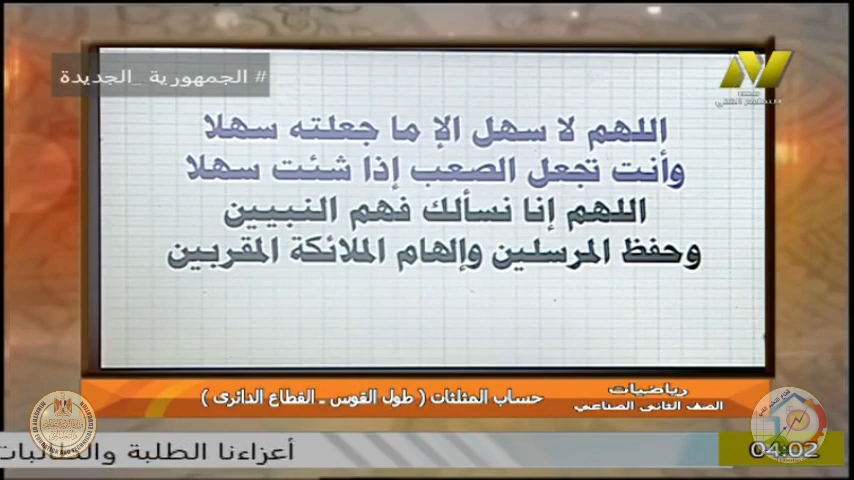 # الجمهورية _الجديدة
اللهم لا سهل الإ ما جعلته سهلا
وأنت تجعل الصعب إذا شئت سهلا
اللهم إنا نسألك فهم النبيين
وحفظ المرسلين وإلهام الملائكة المقربين
رياضيات
الصف الثانى الصناعي
حساب المثلثات ( طول القوس ـ القطاع الدائرى )
أعزاءنا الطلبة والطالبات
04:02